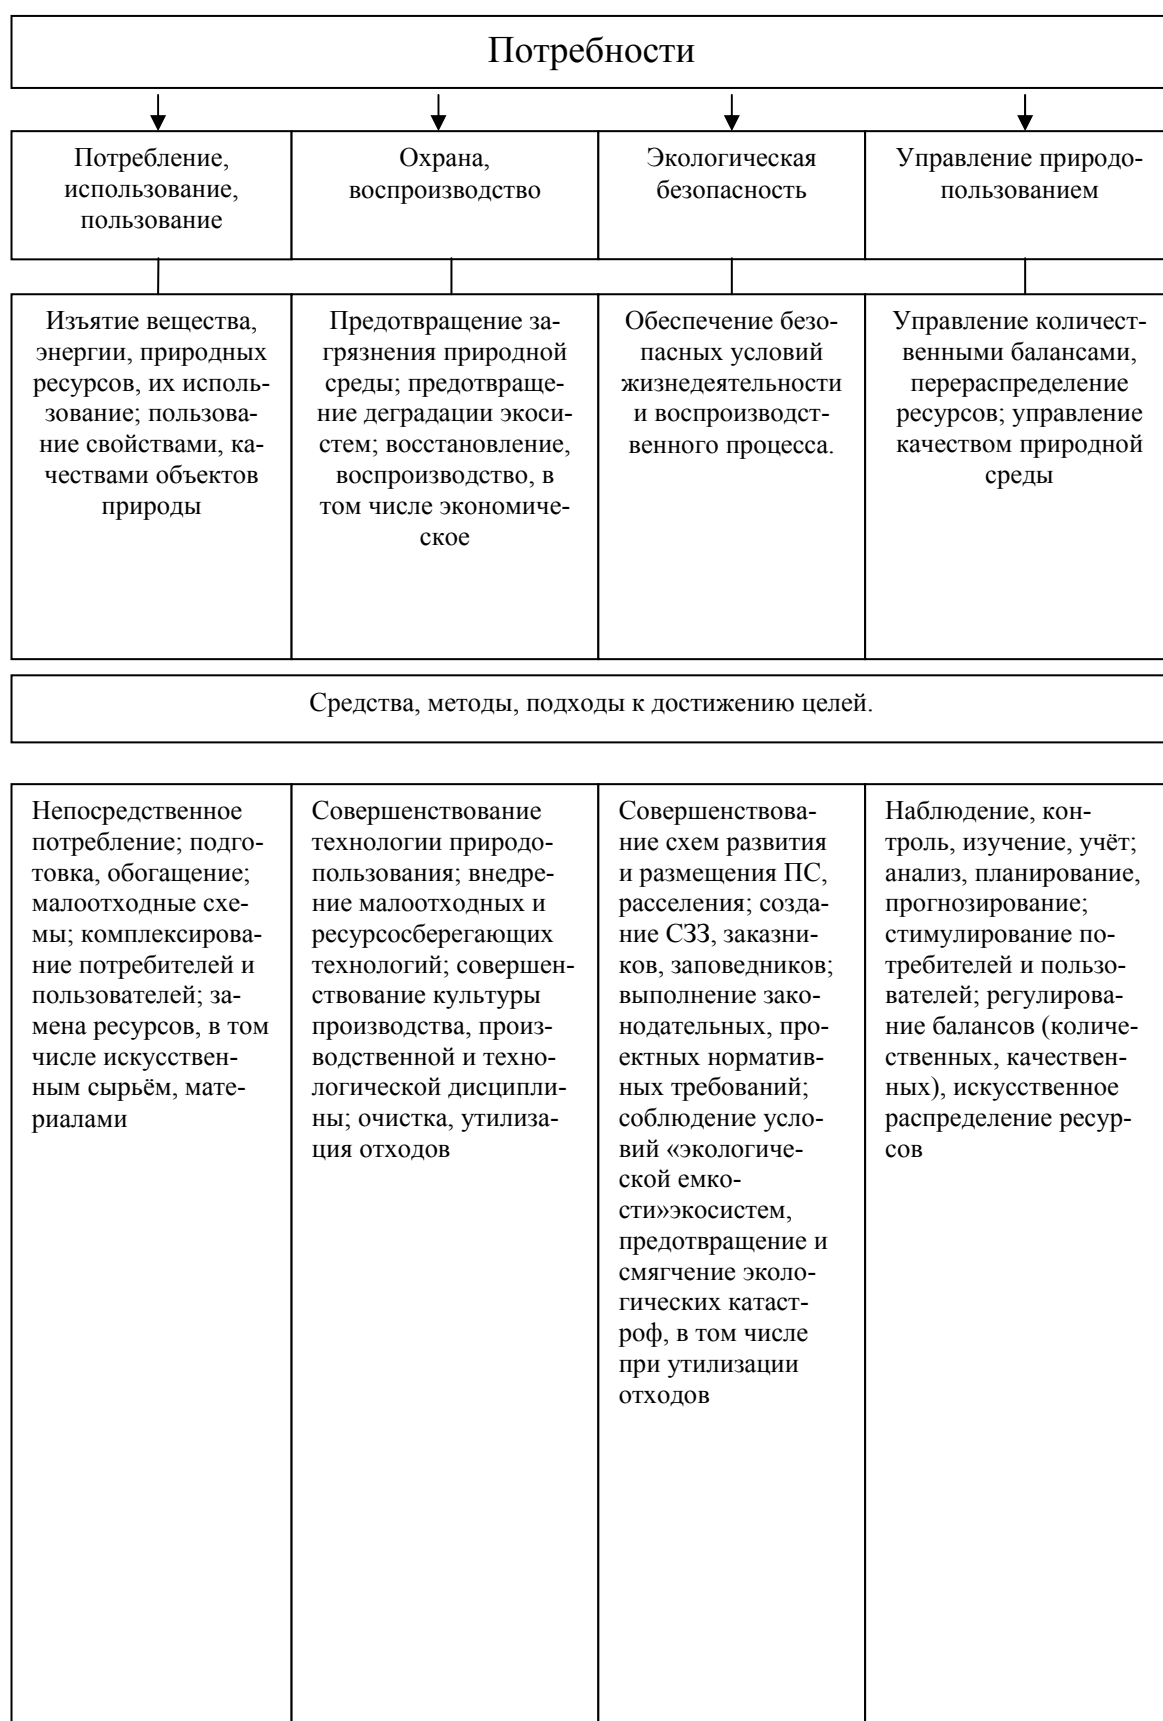 Потребности
Потребление,
использование,
пользование
Охрана,
воспроизводство
Экологическая
безопасность
Управление природо-
пользованием
Изъятие вещества,
энергии, природных
ресурсов, их исполь-
зование; пользова-
ние свойствами, ка-
чествами объектов
природы
Предотвращение за-
грязнения природной
среды; предотвраще-
ние деградации экоси-
стем; восстановление,
воспроизводство, в
том числе экономиче-
ское
Обеспечение безо-
пасных условий
жизнедеятельности
и воспроизводст-
венного процесса.
Управление количест-
венными балансами,
перераспределение
ресурсов; управление
качеством природной
среды
Средства, методы, подходы к достижению целей.
Непосредственное
потребление; подго-
товка, обогащение;
малоотходные схе-
мы; комплексирова-
ние потребителей и
пользователей; за-
мена ресурсов, в том
числе искусствен-
ным сырьём, мате-
риалами
Совершенствование
технологии природо-
пользования; внедре-
ние малоотходных и
ресурсосберегающих
технологий; совершен-
ствование культуры
производства, произ-
водственной и техно-
логической дисципли-
ны; очистка, утилиза-
ция отходов
Совершенствова-
ние схем развития
и размещения ПС,
расселения; созда-
ние СЗЗ, заказни-
ков, заповедников;
выполнение зако-
нодательных, про-
ектных норматив-
ных требований;
соблюдение усло-
вий «экологиче-
ской емко-
сти»экосистем,
предотвращение и
смягчение эколо-
гических катаст-
роф, в том числе
при утилизации
отходов
Наблюдение, кон-
троль, изучение, учёт;
анализ, планирование,
прогнозирование;
стимулирование по-
требителей и пользо-
вателей; регулирова-
ние балансов (количе-
ственных, качествен-
ных), искусственное
распределение ресур-
сов